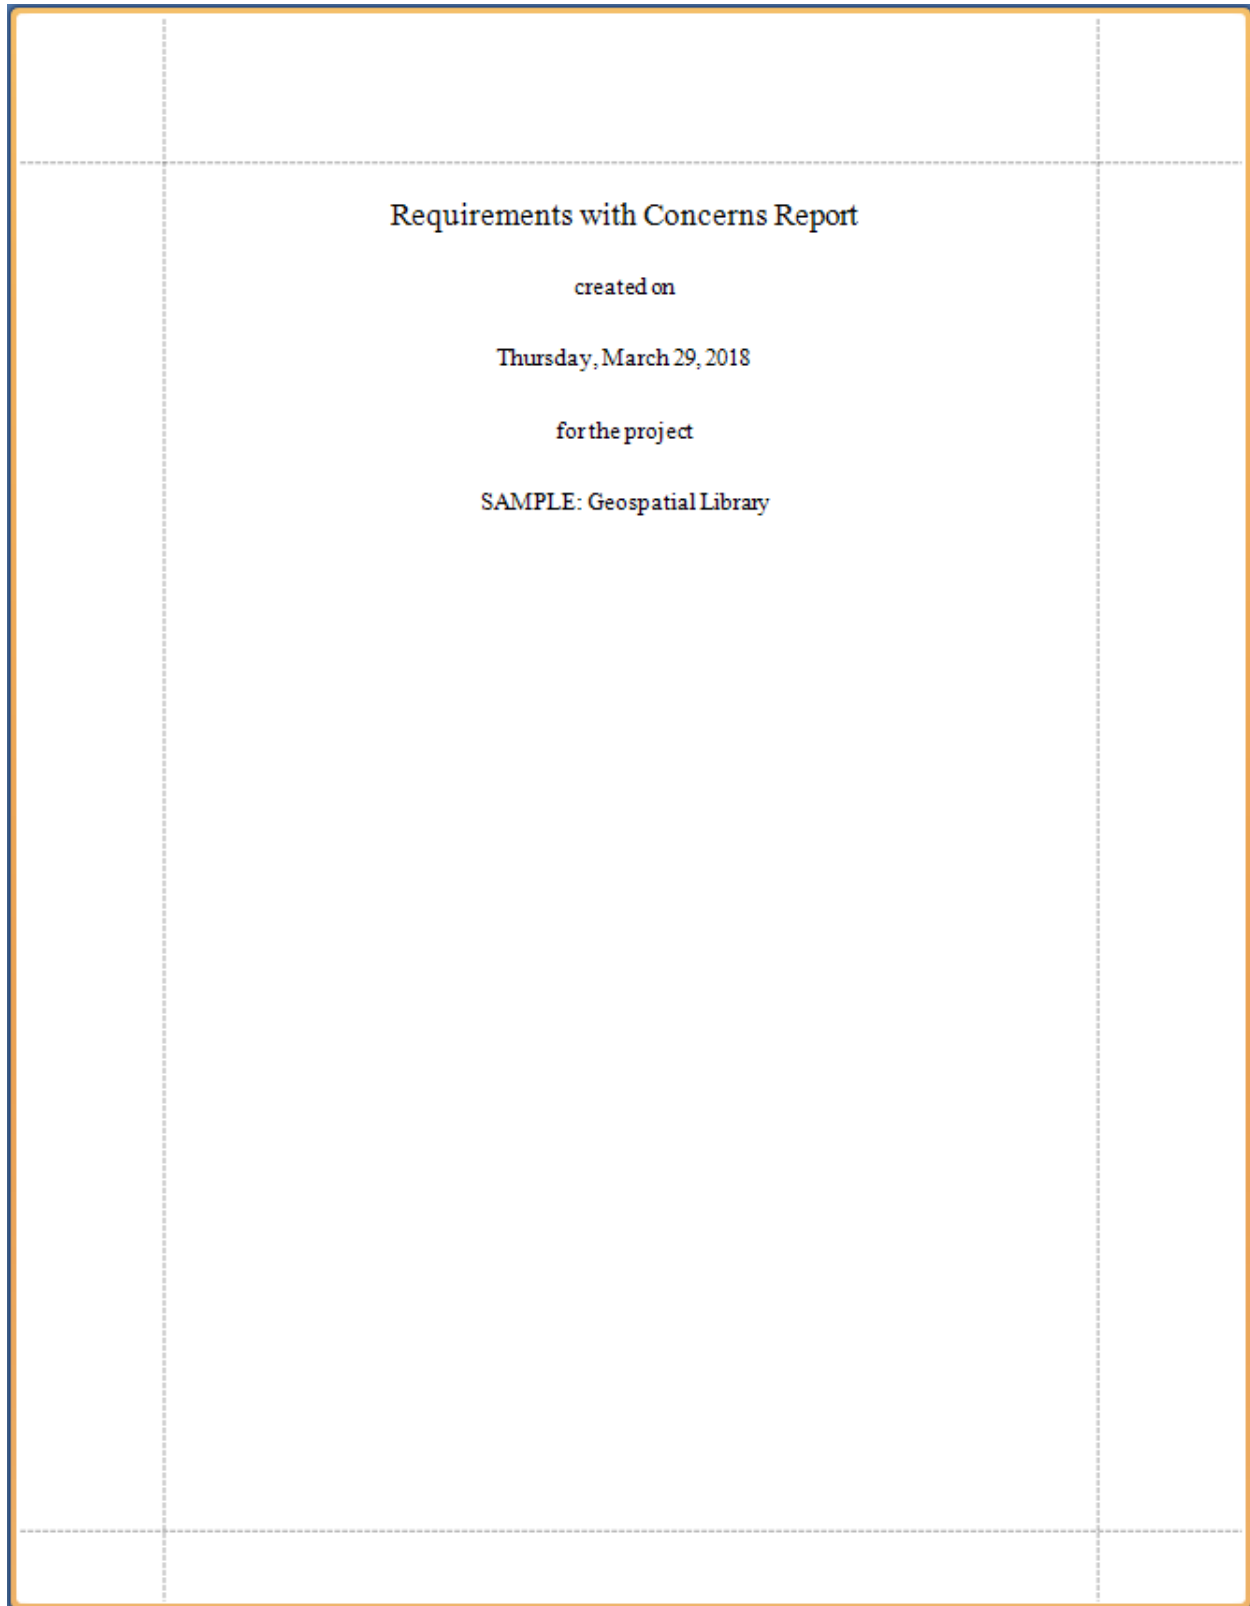 Requirements with Concerns Report
created on
Thursday, March 29, 2018
for the project
SAMPLE: Geospatial Library